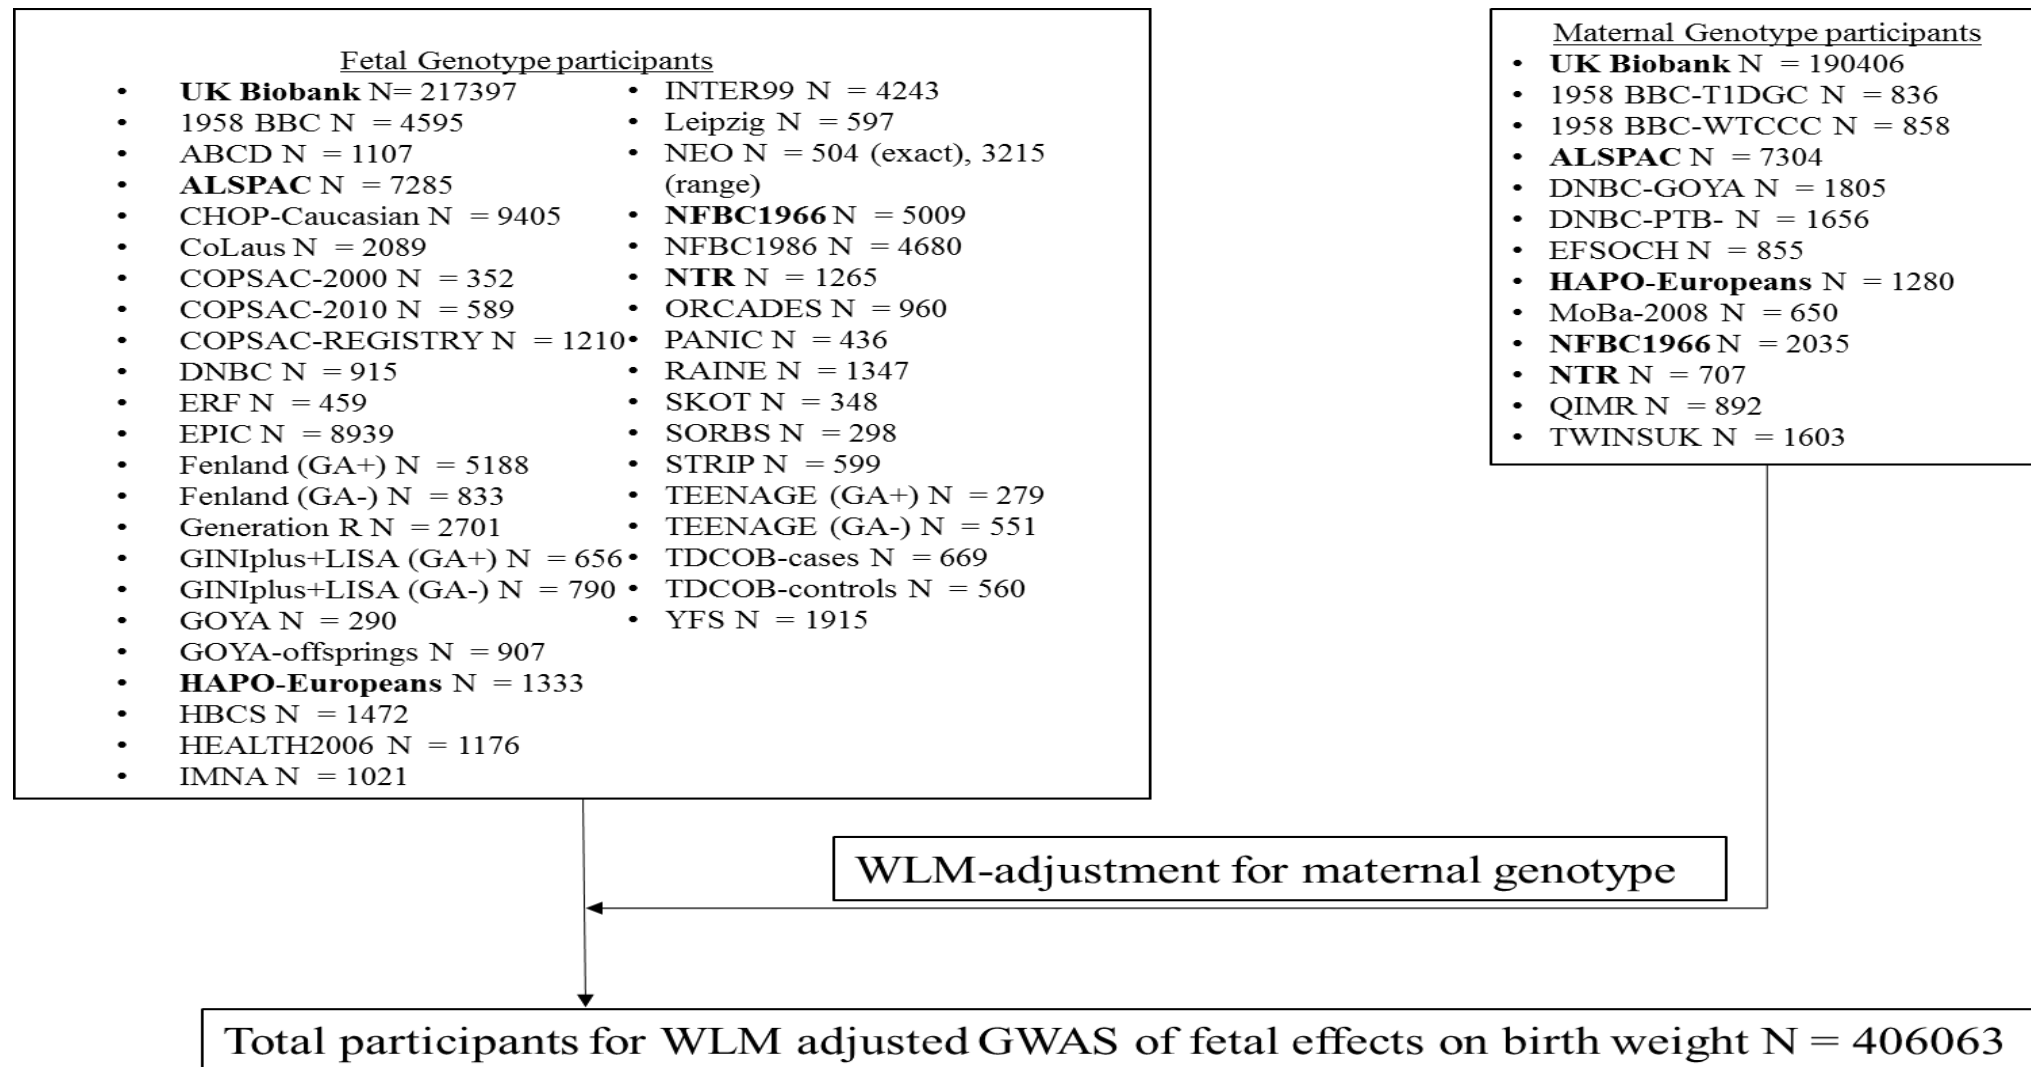 Fetal Genotype participants
• UK Biobank N= 217397
• 1958 BBC N = 4595
• ABCD N = 1107
• ALSPAC N = 7285
• CHOP-Caucasian N = 9405
• CoLaus N = 2089
• COPSAC-2000 N = 352
• COPSAC-2010 N = 589
• COPSAC-REGISTRY N = 1210
• DNBC N = 915
• ERF N = 459
• EPIC N = 8939
• Fenland (GA+) N = 5188
• Fenland (GA-) N = 833
• Generation R N = 2701
• GINIplus+LISA (GA+) N = 656
• GINIplus+LISA (GA-) N = 790
• GOYA N = 290
• GOYA-offsprings N = 907
• HAPO-Europeans N = 1333
• HBCS N = 1472
• HEALTH2006 N = 1176
• IMNA N = 1021
• INTER99 N = 4243
• Leipzig N = 597
• NEO N = 504 (exact), 3215
(range)
• NFBC1966 N = 5009
• NFBC1986 N = 4680
• NTR N = 1265
• ORCADES N = 960
• PANIC N = 436
• RAINE N = 1347
• SKOT N = 348
• SORBS N = 298
• STRIP N = 599
• TEENAGE (GA+) N = 279
• TEENAGE (GA-) N = 551
• TDCOB-cases N = 669
• TDCOB-controls N = 560
• YFS N = 1915
Maternal Genotype participants
• UK Biobank N = 190406
• 1958 BBC-T1DGC N = 836
• 1958 BBC-WTCCC N = 858
• ALSPAC N = 7304
• DNBC-GOYA N = 1805
• DNBC-PTB- N = 1656
• EFSOCH N = 855
• HAPO-Europeans N = 1280
• MoBa-2008 N = 650
• NFBC1966 N = 2035
• NTR N = 707
• QIMR N = 892
• TWINSUK N = 1603
WLM-adjustment for maternal genotype
Total participants for WLM adjusted GWAS of fetal effects on birth weight N = 406063